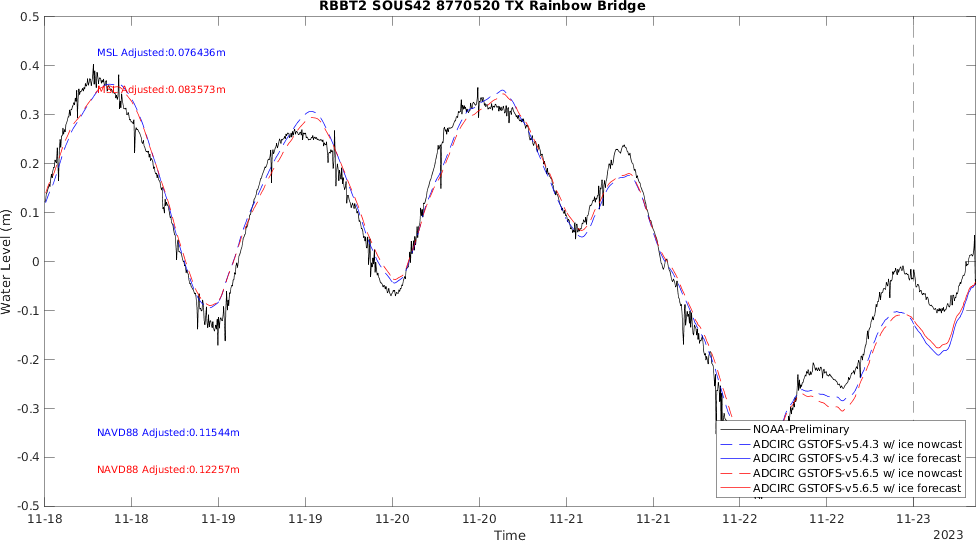 RBBT2 SOUS42 8770520 TX Rainbow Bridge
0.5
MSL Adjusted:0.076436m
0.4
MSL Adjusted:0.083573m
0.3
0.2
0.1
0
Water Level (m)
-0.1
-0.2
-0.3
NAVD88 Adjusted:0.11544m
NOAA-Preliminary
ADCIRC GSTOFS-v5.4.3 w/ ice nowcast
-0.4
ADCIRC GSTOFS-v5.4.3 w/ ice forecast
NAVD88 Adjusted:0.12257m
ADCIRC GSTOFS-v5.6.5 w/ ice nowcast
ADCIRC GSTOFS-v5.6.5 w/ ice forecast
-0.5
11-18 11-18 11-19 11-19 11-20 11-20 11-21 11-21 11-22 11-22 11-23
Time
2023